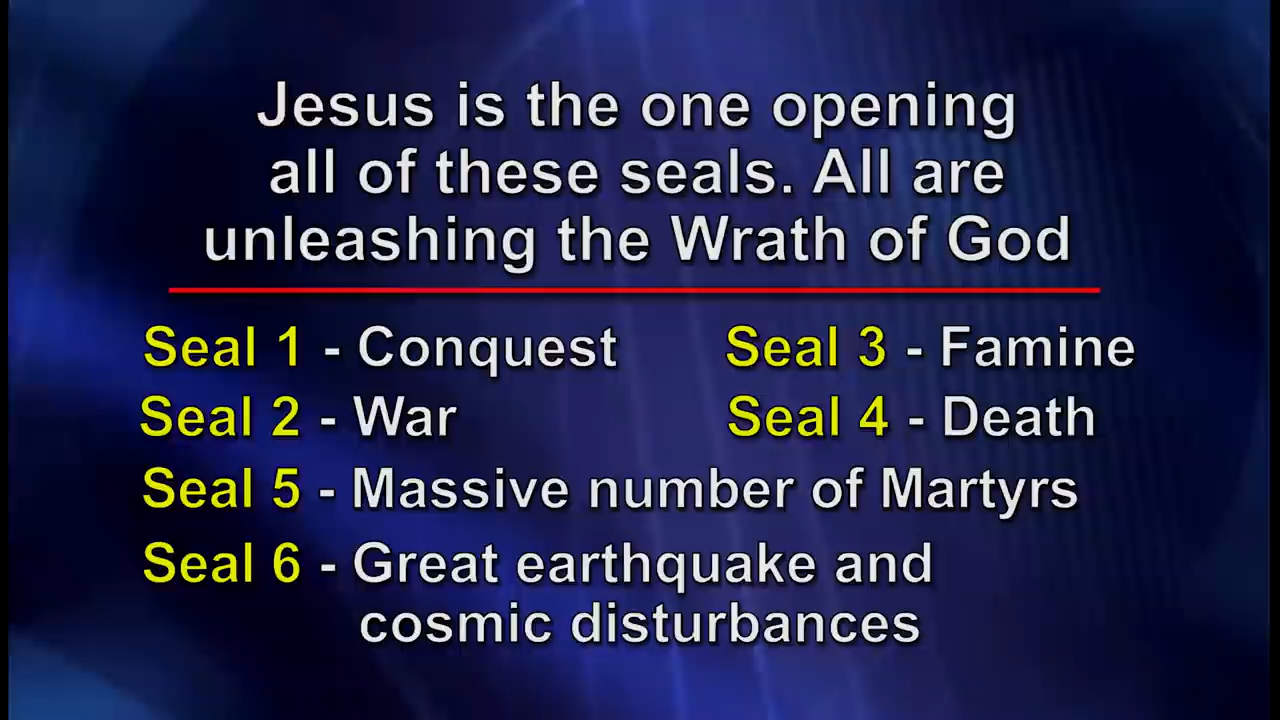 Jesus is the one opening
all of these seals. All are
unleashing the Wrath of God
Seal 1 - Conquest
Seal 3 - Famine
Seal 2 - War
Seal 4 - Death
Seal 5 - Massive number of Martyrs
Seal 6 - Great earthquake and
cosmic disturbances